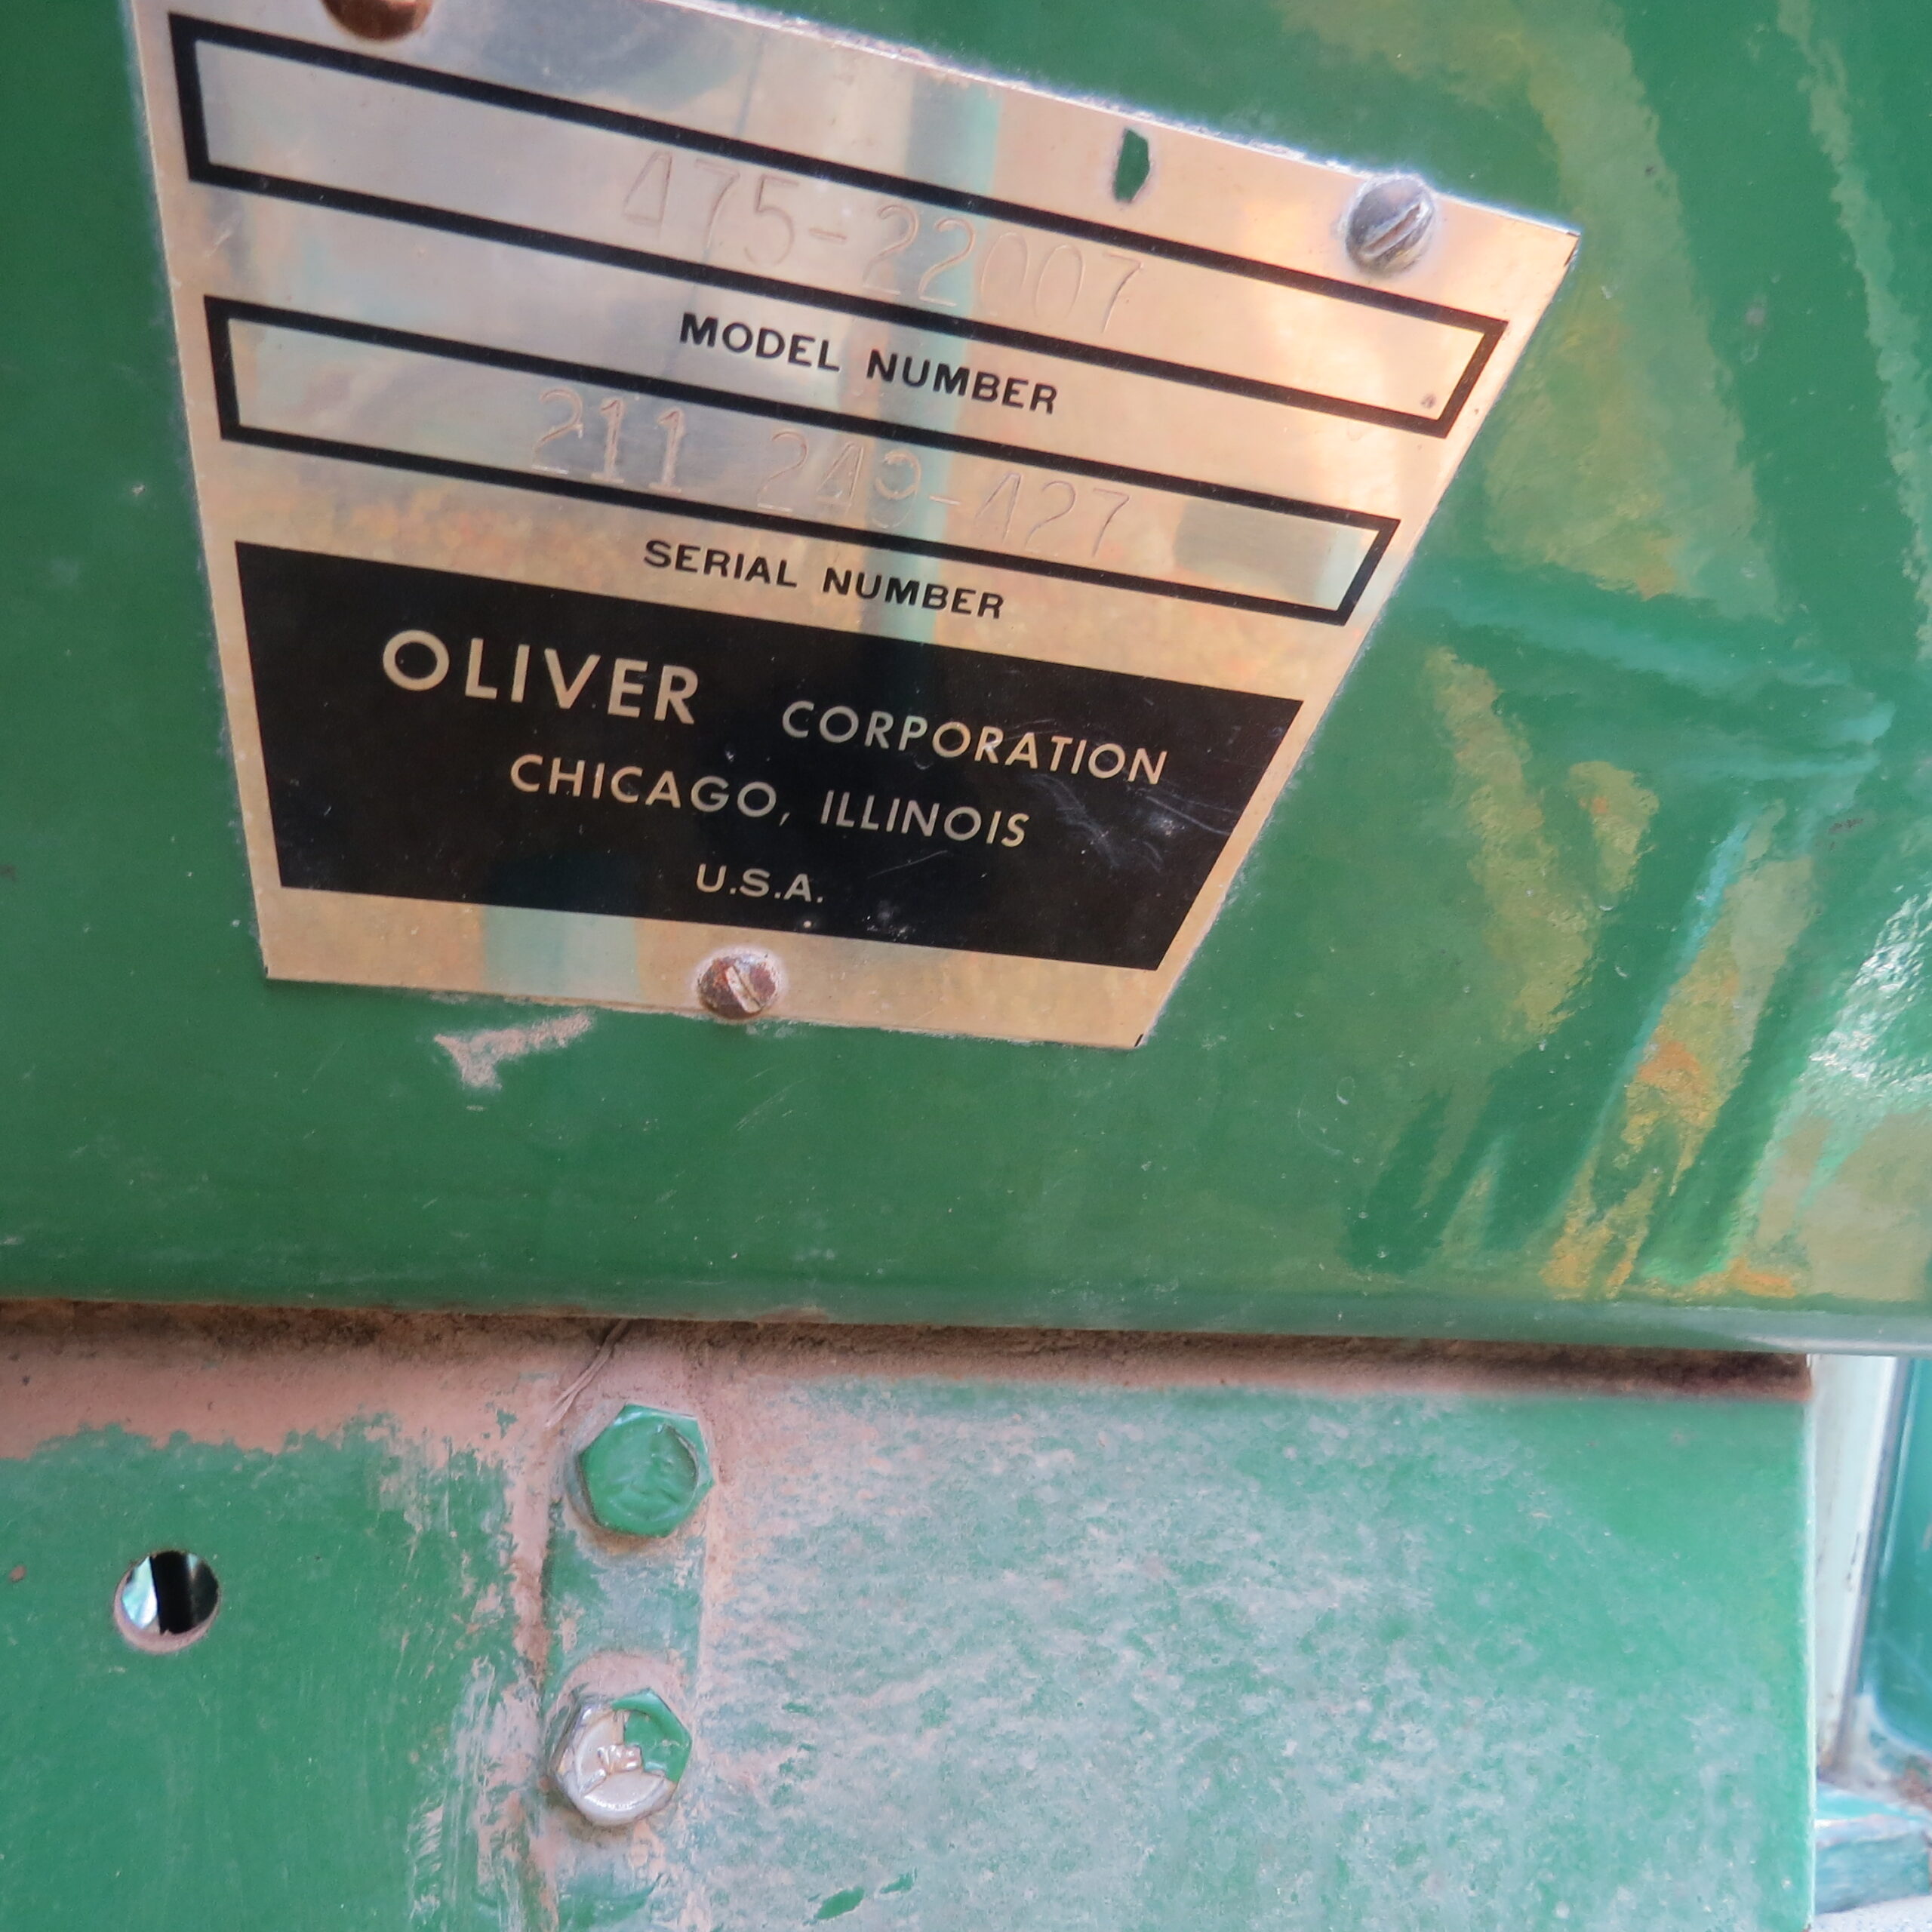 475-22007
MODEL NUMBER
211 249-427
SERIAL NUMBER
OLIVER CORPORATION
CHICAGO, ILLINOIS
U.S.A.